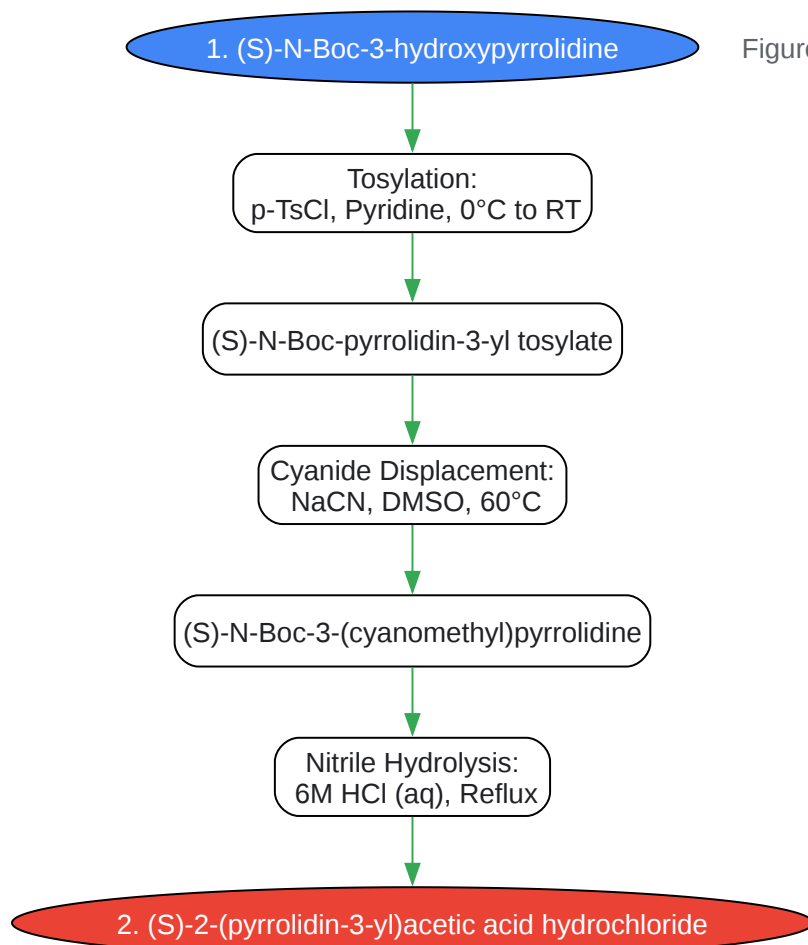 1. (S)-N-Boc-3-hydroxypyrrolidine
Figure
Tosylation:
p-TsCl, Pyridine, 0°C to RT
(S)-N-Boc-pyrrolidin-3-yl tosylate
Cyanide Displacement:
NaCN, DMSO, 60°C
(S)-N-Boc-3-(cyanomethyl)pyrrolidine
Nitrile Hydrolysis:
6M HCl (aq), Reflux
2. (S)-2-(pyrrolidin-3-yl)acetic acid hydrochloride